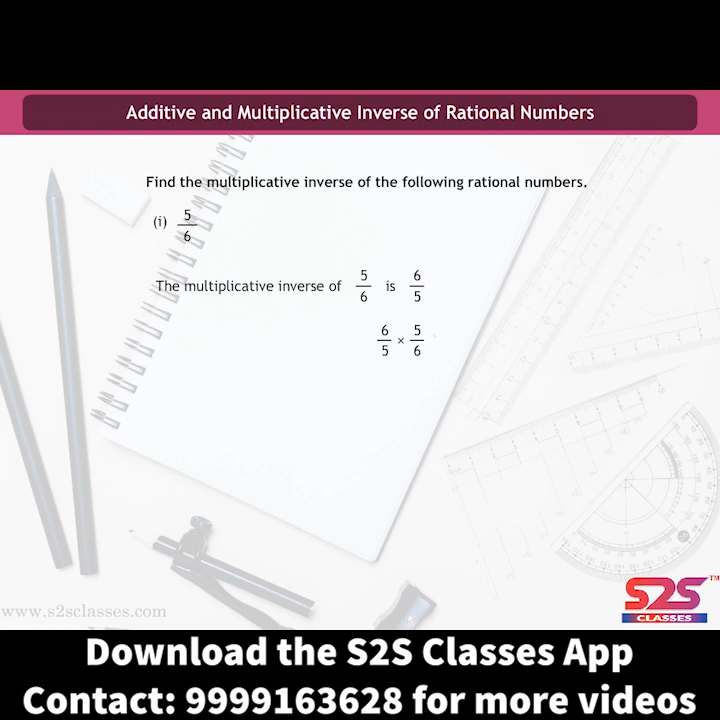 Additive and Multiplicative Inverse of Rational Numbers
Find the multiplicative inverse of the following rational numbers.
(i) 5/6
The multiplicative inverse of 5/6 is 6/5
6/5 × 5/6
www.s2sclasses.com
S2S TM
CLASSES
Download the S2S Classes App
Contact: 9999163628 for more videos